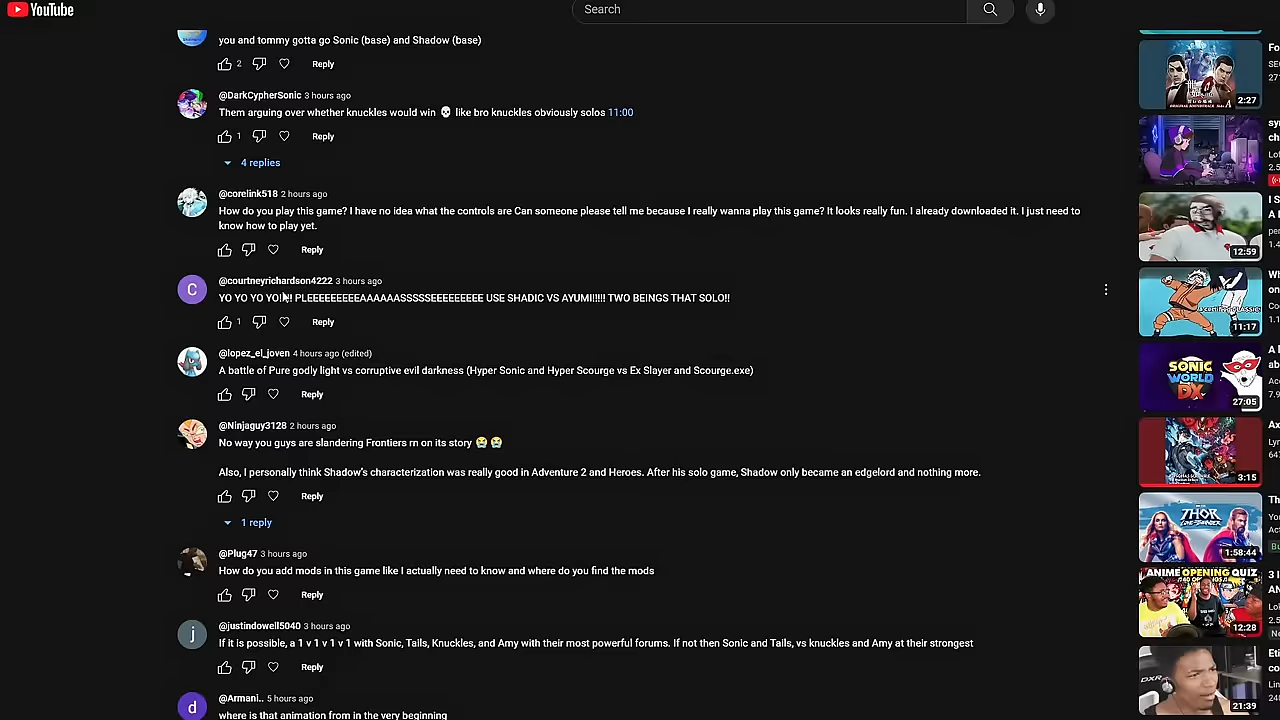 YouTube
Search
you and tommy gotta go Sonic (base) and Shadow (base)
2
Reply
@DarkCypherSonic 3 hours ago
Them arguing over whether knuckles would win 💀 like bro knuckles obviously solos 11:00
1
Reply
4 replies
@corelink518 2 hours ago
How do you play this game? I have no idea what the controls are Can someone please tell me because I really wanna play this game? It looks really fun. I already downloaded it. I just need to
know how to play yet.
Reply
C
@courtneyrichardson4222 3 hours ago
YO YO YO YO!!!! PLEEEEEEEEEAAAAAASSSSSEEEEEEEEE USE SHADIC VS AYUMI!!!!! TWO BEINGS THAT SOLO!!
1
Reply
@lopez_el_joven 4 hours ago (edited)
A battle of Pure godly light vs corruptive evil darkness (Hyper Sonic and Hyper Scourge vs Ex Slayer and Scourge.exe)
Reply
@Ninjaguy3128 2 hours ago
No way you guys are slandering Frontiers rn on its story 😭 😭
Also, I personally think Shadow's characterization was really good in Adventure 2 and Heroes. After his solo game, Shadow only became an edgelord and nothing more.
Reply
1 reply
@Plug47 3 hours ago
How do you add mods in this game like I actually need to know and where do you find the mods
Reply
j
@justindowell5040 3 hours ago
If it is possible, a 1 v 1 v 1 v 1 with Sonic, Tails, Knuckles, and Amy with their most powerful forums. If not then Sonic and Tails, vs knuckles and Amy at their strongest
Reply
d
@Armani.. 5 hours ago
where is that animation from in the very beginning
2:27
12:59
11:17
SONIC
WORLD
DX
27:05
3:15
THOR
LOVE AND THUNDER
1:58:44
ANIME OPENING QUIZ
12:28
DXR
21:39